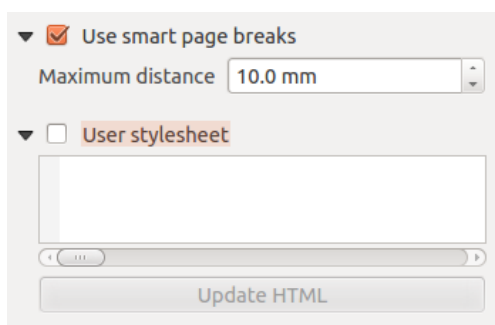 Use smart page breaks
Maximum distance 10.0 mm
User stylesheet
Update HTML